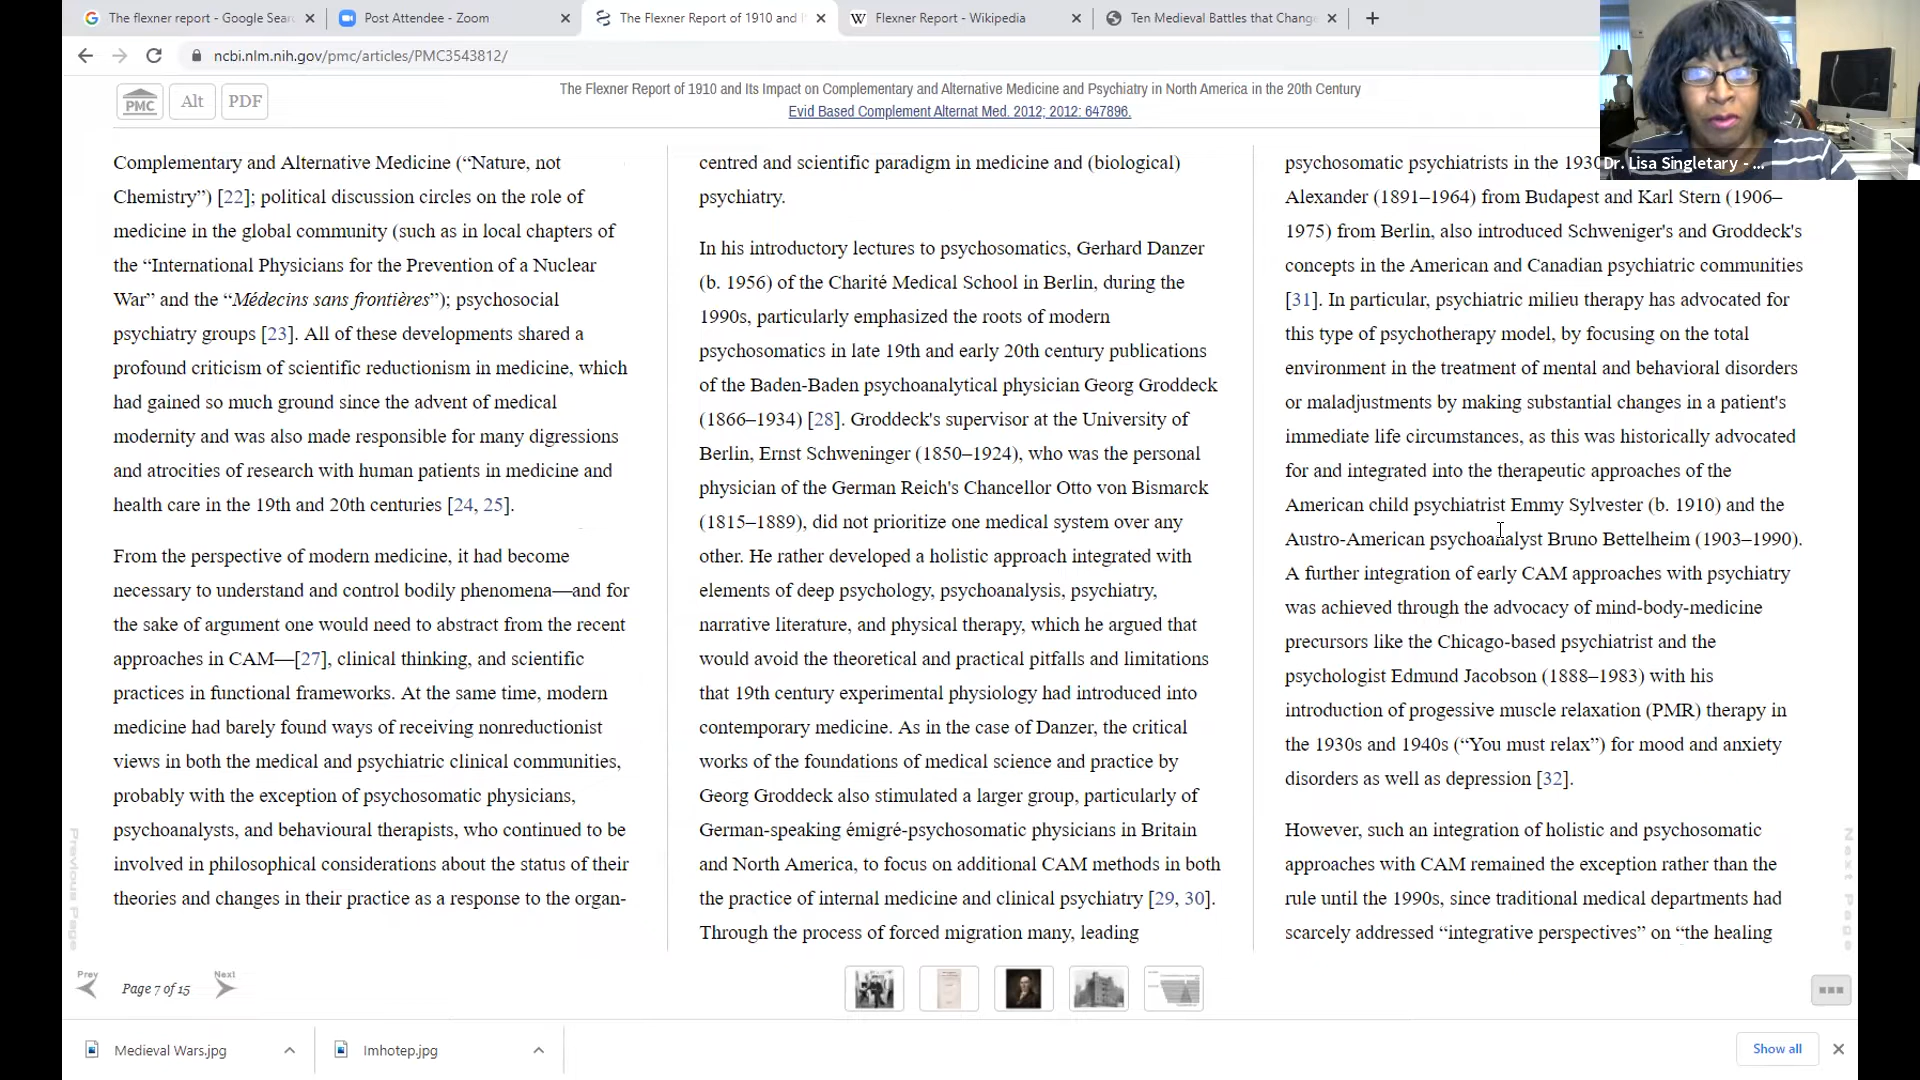 The flexner report - Google Sear
Post Attendee - Zoom
The Flexner Report of 1910 and I
Flexner Report - Wikipedia
Ten Medieval Battles that Chang
ncbi.nlm.nih.gov/pmc/articles/PMC3543812/
PMC
Alt
PDF
The Flexner Report of 1910 and Its Impact on Complementary and Alternative Medicine and Psychiatry in North America in the 20th Century
Evid Based Complement Alternat Med. 2012; 2012: 647896.
Dr. Lisa Singletary - ...
Complementary and Alternative Medicine (“Nature, not
Chemistry”) [22]; political discussion circles on the role of
medicine in the global community (such as in local chapters of
the “International Physicians for the Prevention of a Nuclear
War” and the “Médecins sans frontières”); psychosocial
psychiatry groups [23]. All of these developments shared a
profound criticism of scientific reductionism in medicine, which
had gained so much ground since the advent of medical
modernity and was also made responsible for many digressions
and atrocities of research with human patients in medicine and
health care in the 19th and 20th centuries [24, 25].
From the perspective of modern medicine, it had become
necessary to understand and control bodily phenomena—and for
the sake of argument one would need to abstract from the recent
approaches in CAM—[27], clinical thinking, and scientific
practices in functional frameworks. At the same time, modern
medicine had barely found ways of receiving nonreductionist
views in both the medical and psychiatric clinical communities,
probably with the exception of psychosomatic physicians,
psychoanalysts, and behavioural therapists, who continued to be
involved in philosophical considerations about the status of their
theories and changes in their practice as a response to the organ-
centred and scientific paradigm in medicine and (biological)
psychiatry.
In his introductory lectures to psychosomatics, Gerhard Danzer
(b. 1956) of the Charité Medical School in Berlin, during the
1990s, particularly emphasized the roots of modern
psychosomatics in late 19th and early 20th century publications
of the Baden-Baden psychoanalytical physician Georg Groddeck
(1866–1934) [28]. Groddeck's supervisor at the University of
Berlin, Ernst Schweninger (1850–1924), who was the personal
physician of the German Reich's Chancellor Otto von Bismarck
(1815–1889), did not prioritize one medical system over any
other. He rather developed a holistic approach integrated with
elements of deep psychology, psychoanalysis, psychiatry,
narrative literature, and physical therapy, which he argued that
would avoid the theoretical and practical pitfalls and limitations
that 19th century experimental physiology had introduced into
contemporary medicine. As in the case of Danzer, the critical
works of the foundations of medical science and practice by
Georg Groddeck also stimulated a larger group, particularly of
German-speaking émigré-psychosomatic physicians in Britain
and North America, to focus on additional CAM methods in both
the practice of internal medicine and clinical psychiatry [29, 30].
Through the process of forced migration many, leading
psychosomatic psychiatrists in the 1930
Alexander (1891–1964) from Budapest and Karl Stern (1906–
1975) from Berlin, also introduced Schweniger's and Groddeck's
concepts in the American and Canadian psychiatric communities
[31]. In particular, psychiatric milieu therapy has advocated for
this type of psychotherapy model, by focusing on the total
environment in the treatment of mental and behavioral disorders
or maladjustments by making substantial changes in a patient's
immediate life circumstances, as this was historically advocated
for and integrated into the therapeutic approaches of the
American child psychiatrist Emmy Sylvester (b. 1910) and the
Austro-American psychoanalyst Bruno Bettelheim (1903–1990).
A further integration of early CAM approaches with psychiatry
was achieved through the advocacy of mind-body-medicine
precursors like the Chicago-based psychiatrist and the
psychologist Edmund Jacobson (1888–1983) with his
introduction of progessive muscle relaxation (PMR) therapy in
the 1930s and 1940s (“You must relax”) for mood and anxiety
disorders as well as depression [32].
However, such an integration of holistic and psychosomatic
approaches with CAM remained the exception rather than the
rule until the 1990s, since traditional medical departments had
scarcely addressed “integrative perspectives” on “the healing
Previous Page
Next Page
Prev
Page 7 of 15
Next
Medieval Wars.jpg
Imhotep.jpg
Show all